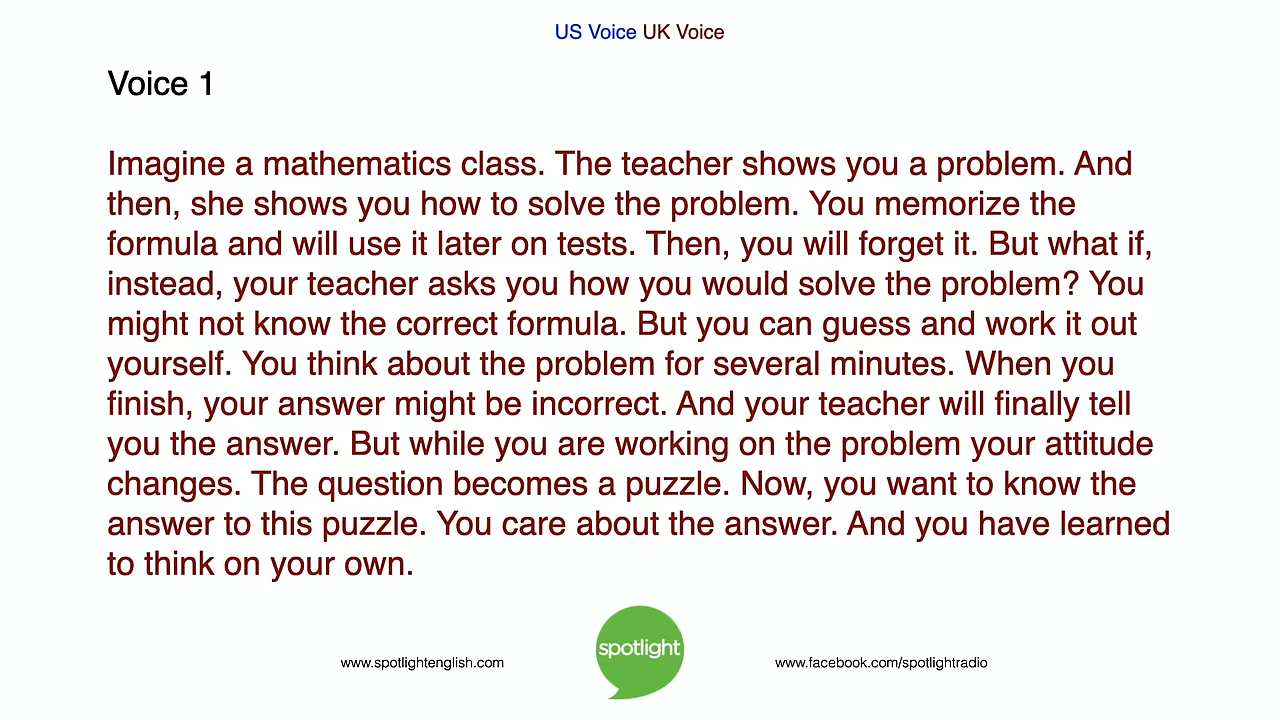 US Voice UK Voice
Voice 1
Imagine a mathematics class. The teacher shows you a problem. And
then, she shows you how to solve the problem. You memorize the
formula and will use it later on tests. Then, you will forget it. But what if,
instead, your teacher asks you how you would solve the problem? You
might not know the correct formula. But you can guess and work it out
yourself. You think about the problem for several minutes. When you
finish, your answer might be incorrect. And your teacher will finally tell
you the answer. But while you are working on the problem your attitude
changes. The question becomes a puzzle. Now, you want to know the
answer to this puzzle. You care about the answer. And you have learned
to think on your own.
www.spotlightenglish.com
spotlight
www.facebook.com/spotlightradio